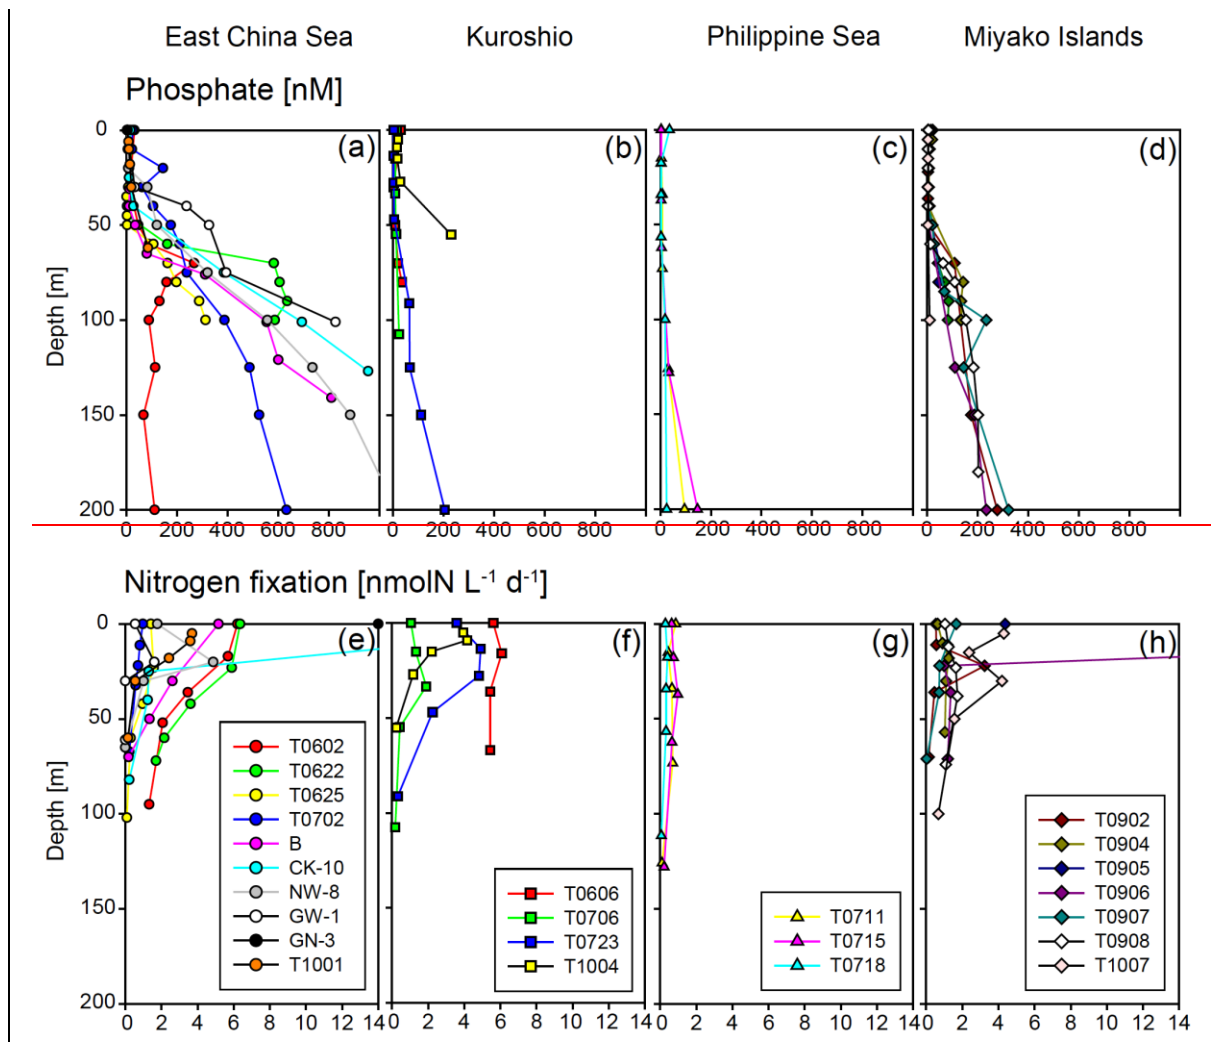 East China Sea Kuroshio Philippine Sea Miyako Islands
Phosphate [nM]
0 (a) (b) (c) (d)
50
Depth [m]
100
150
200
0 200 400 600 800 0 200 400 600 800 0 200 400 600 800 0 200 400 600 800
Nitrogen fixation [nmolN L⁻¹ d⁻¹]
0 (e) (f) (g) (h)
50
Depth [m]
100
150
200
T0602
T0622
T0625
T0702
B
CK-10
NW-8
GW-1
GN-3
T1001
T0606
T0706
T0723
T1004
T0711
T0715
T0718
T0902
T0904
T0905
T0906
T0907
T0908
T1007
0 2 4 6 8 10 12 14 0 2 4 6 8 10 12 14 0 2 4 6 8 10 12 14 0 2 4 6 8 10 12 14